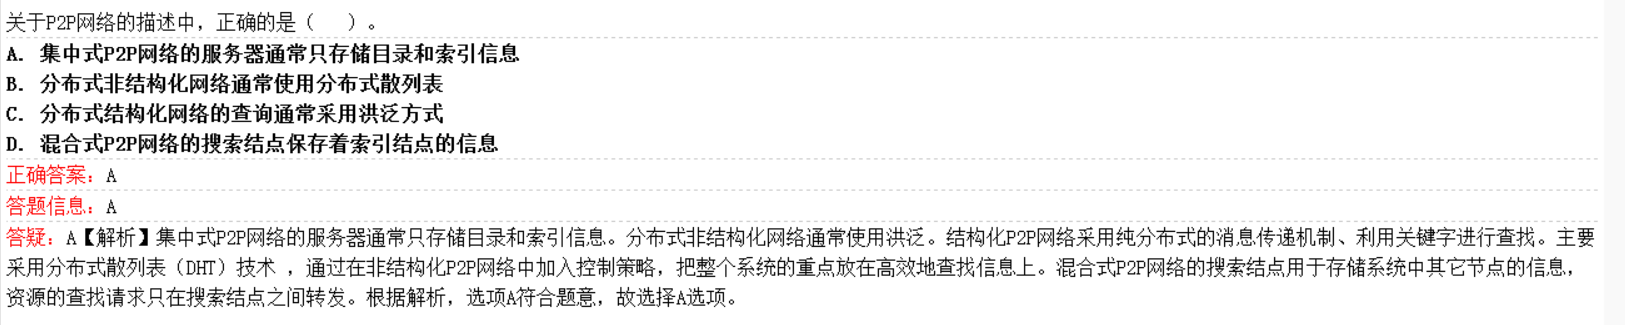 关于P2P网络的描述中，正确的是（   ）。
A. 集中式P2P网络的服务器通常只存储目录和索引信息
B. 分布式非结构化网络通常使用分布式散列表
C. 分布式结构化网络的查询通常采用洪泛方式
D. 混合式P2P网络的搜索结点保存着索引结点的信息
正确答案：A
答题信息：A
答疑：A【解析】集中式P2P网络的服务器通常只存储目录和索引信息。分布式非结构化网络通常使用洪泛。结构化P2P网络采用纯分布式的消息传递机制、利用关键字进行查找。主要
采用分布式散列表（DHT）技术 ，通过在非结构化P2P网络中加入控制策略，把整个系统的重点放在高效地查找信息上。混合式P2P网络的搜索结点用于存储系统中其它节点的信息，
资源的查找请求只在搜索结点之间转发。根据解析，选项A符合题意，故选择A选项。